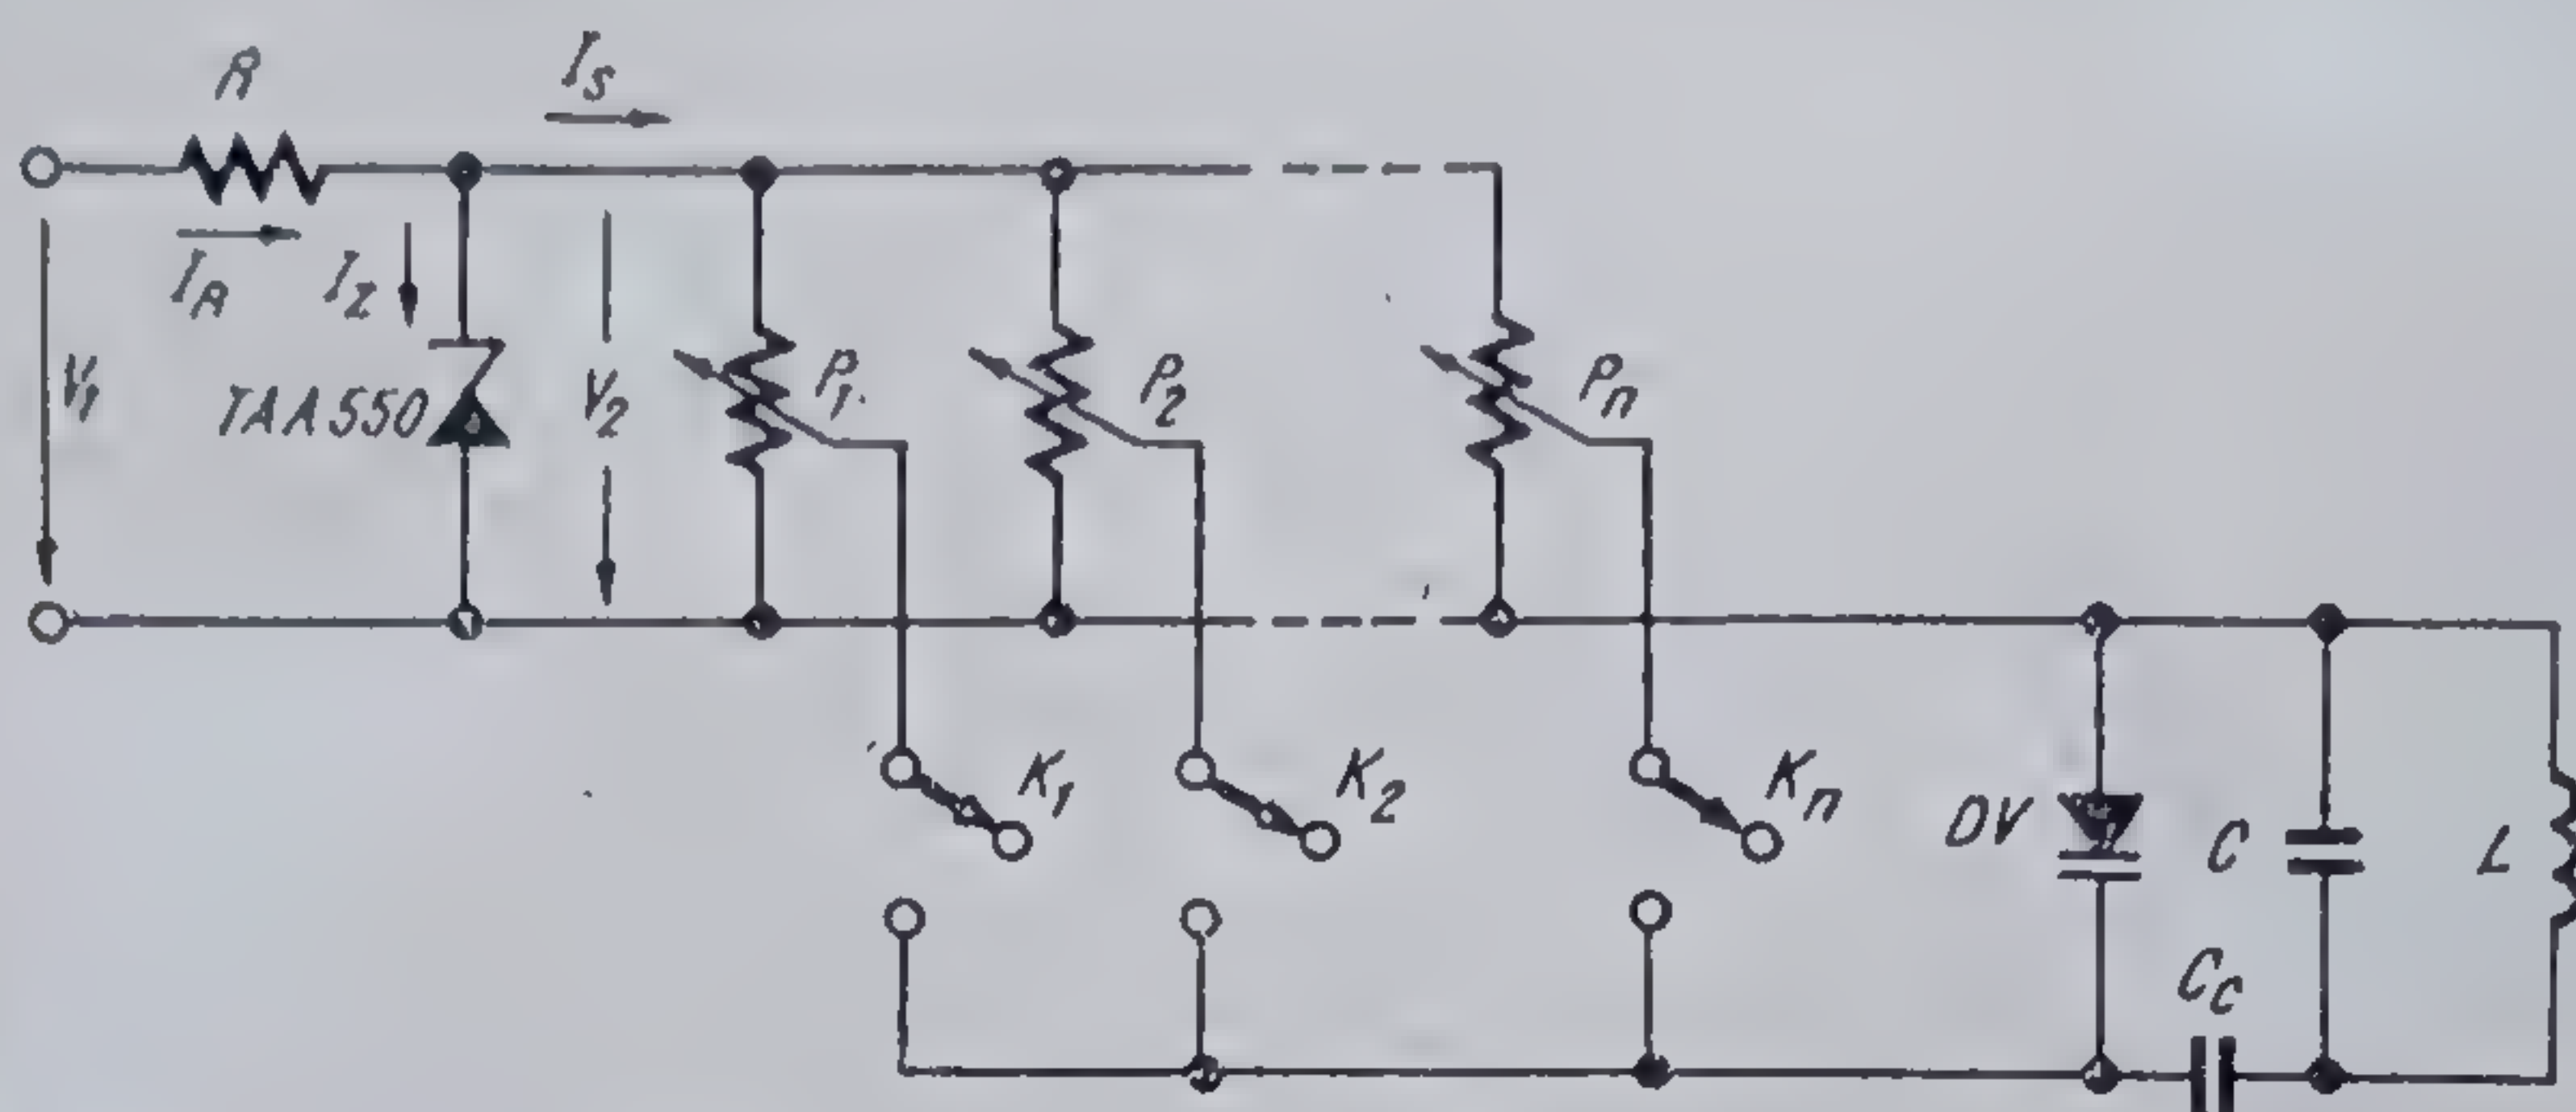 R
I_S
I_R
I_Z
V_1
TAA550
V_2
P_1
P_2
P_n
K_1
K_2
K_n
DV
C
L
C_C